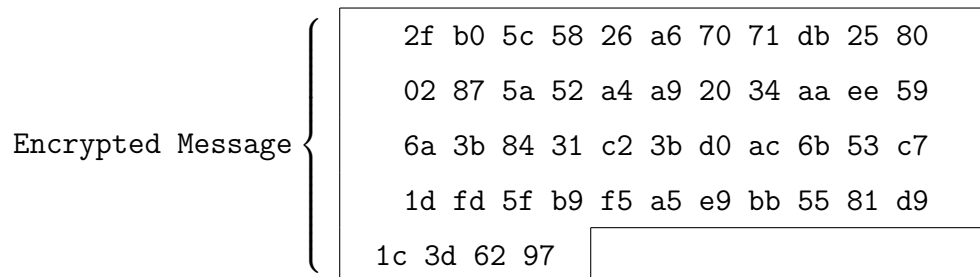 2f b0 5c 58 26 a6 70 71 db 25 80
02 87 5a 52 a4 a9 20 34 aa ee 59
Encrypted Message
6a 3b 84 31 c2 3b d0 ac 6b 53 c7
1d fd 5f b9 f5 a5 e9 bb 55 81 d9
1c 3d 62 97